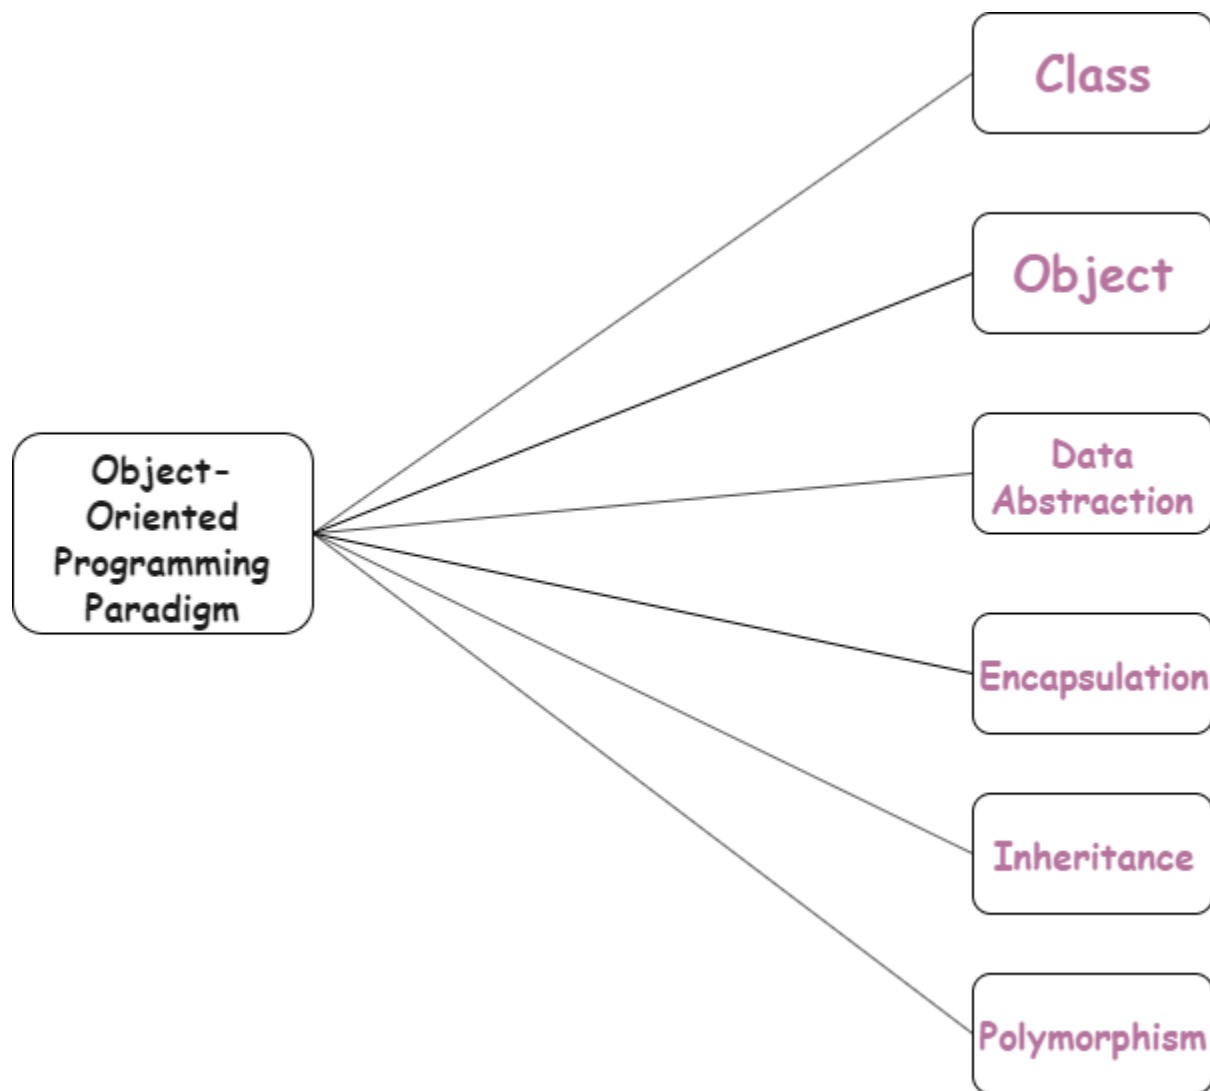 Class
Object
Data
Abstraction
Object-
Oriented
Programming
Paradigm
Encapsulation
Inheritance
Polymorphism